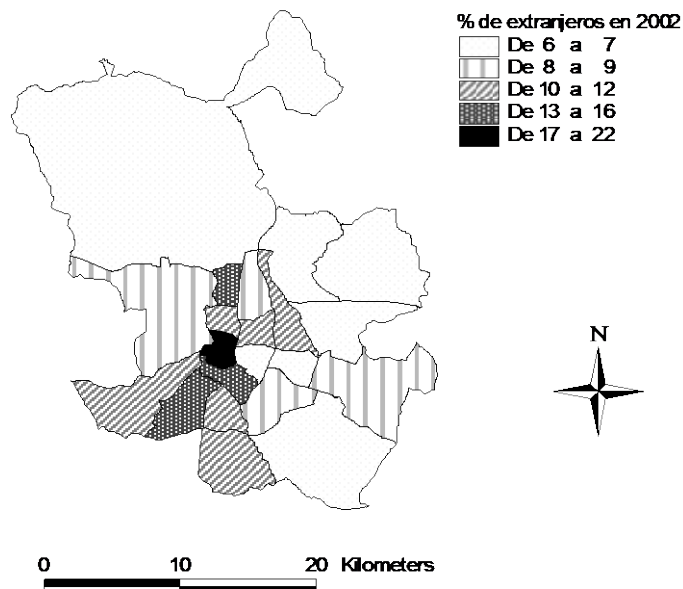 % de extranjeros en 2002
De 6 a 7
De 8 a 9
De 10 a 12
De 13 a 16
De 17 a 22
N
0 10 20 Kilometers